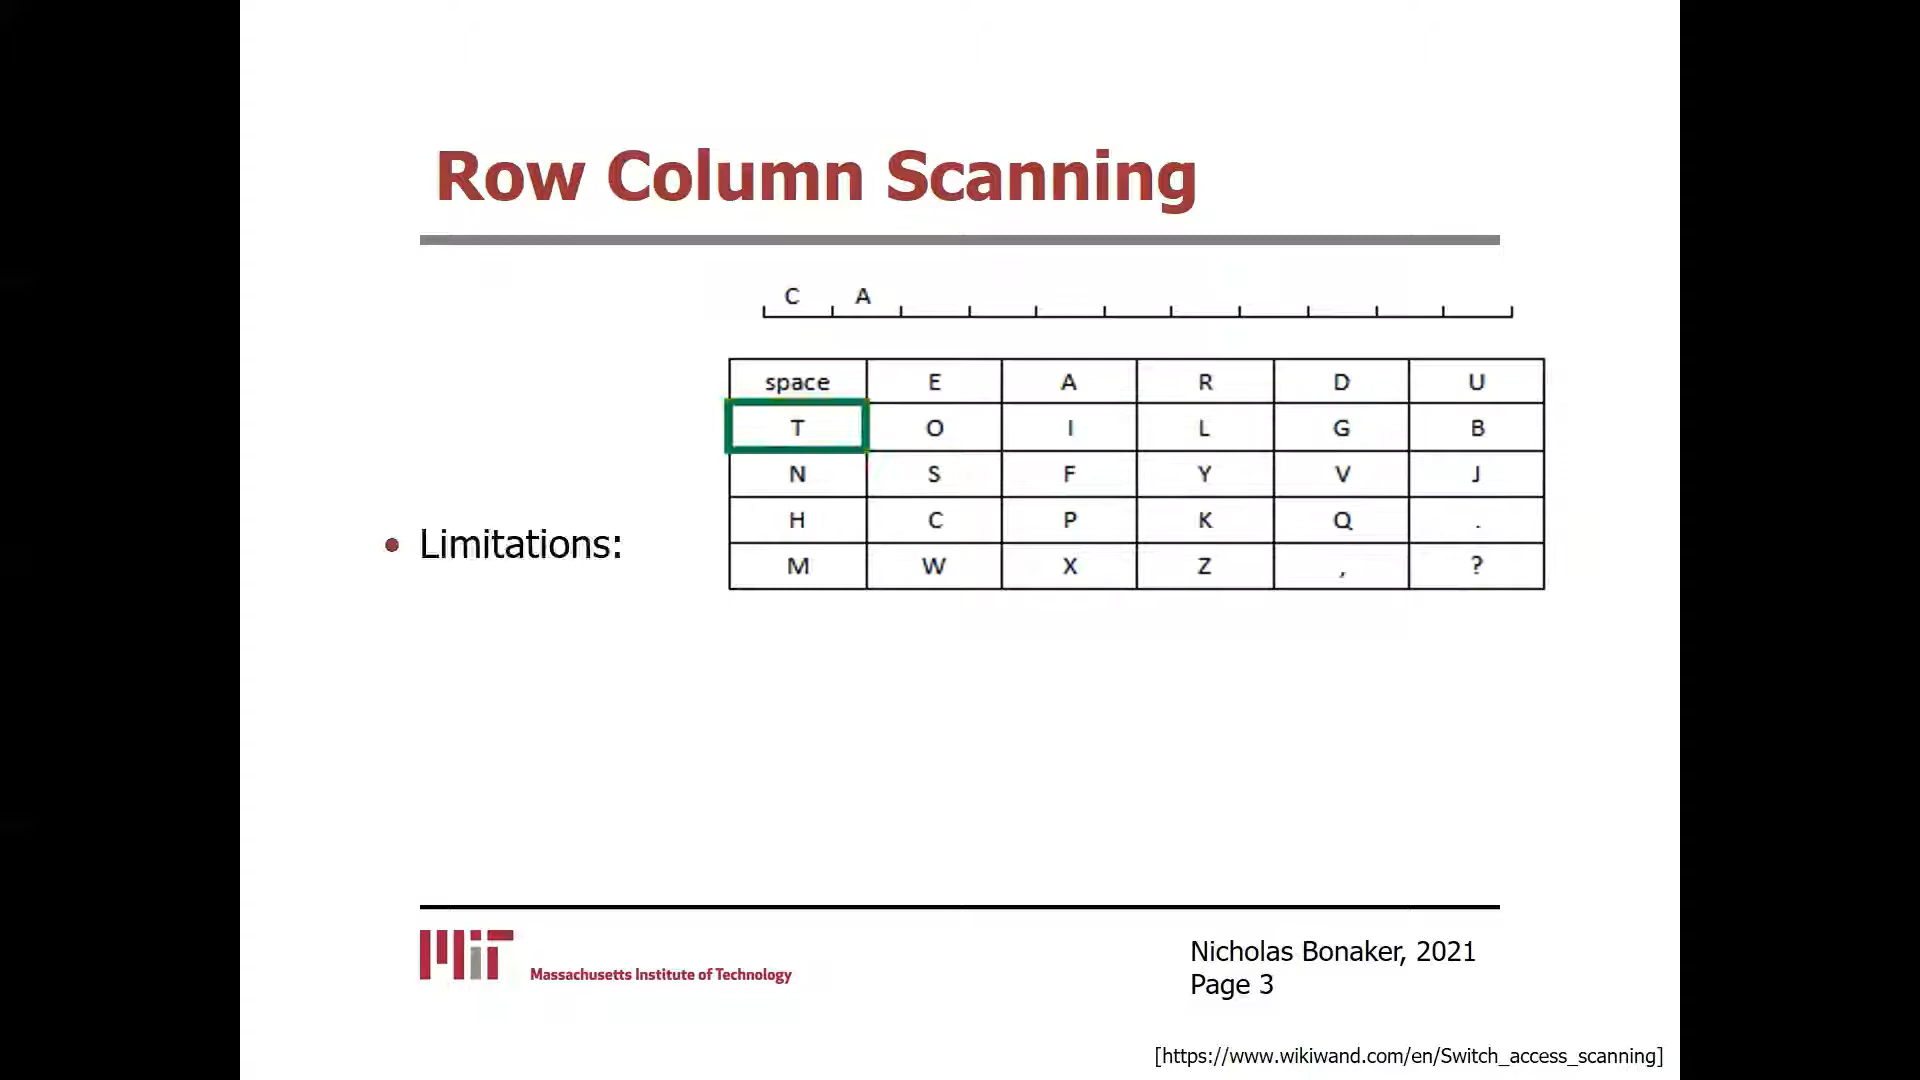 Row Column Scanning
C A
space E A R D U
T O I L G B
N S F Y V J
• Limitations:
H C P K Q .
M W X Z , ?
MIT Massachusetts Institute of Technology
Nicholas Bonaker, 2021
Page 3
[https://www.wikiwand.com/en/Switch_access_scanning]